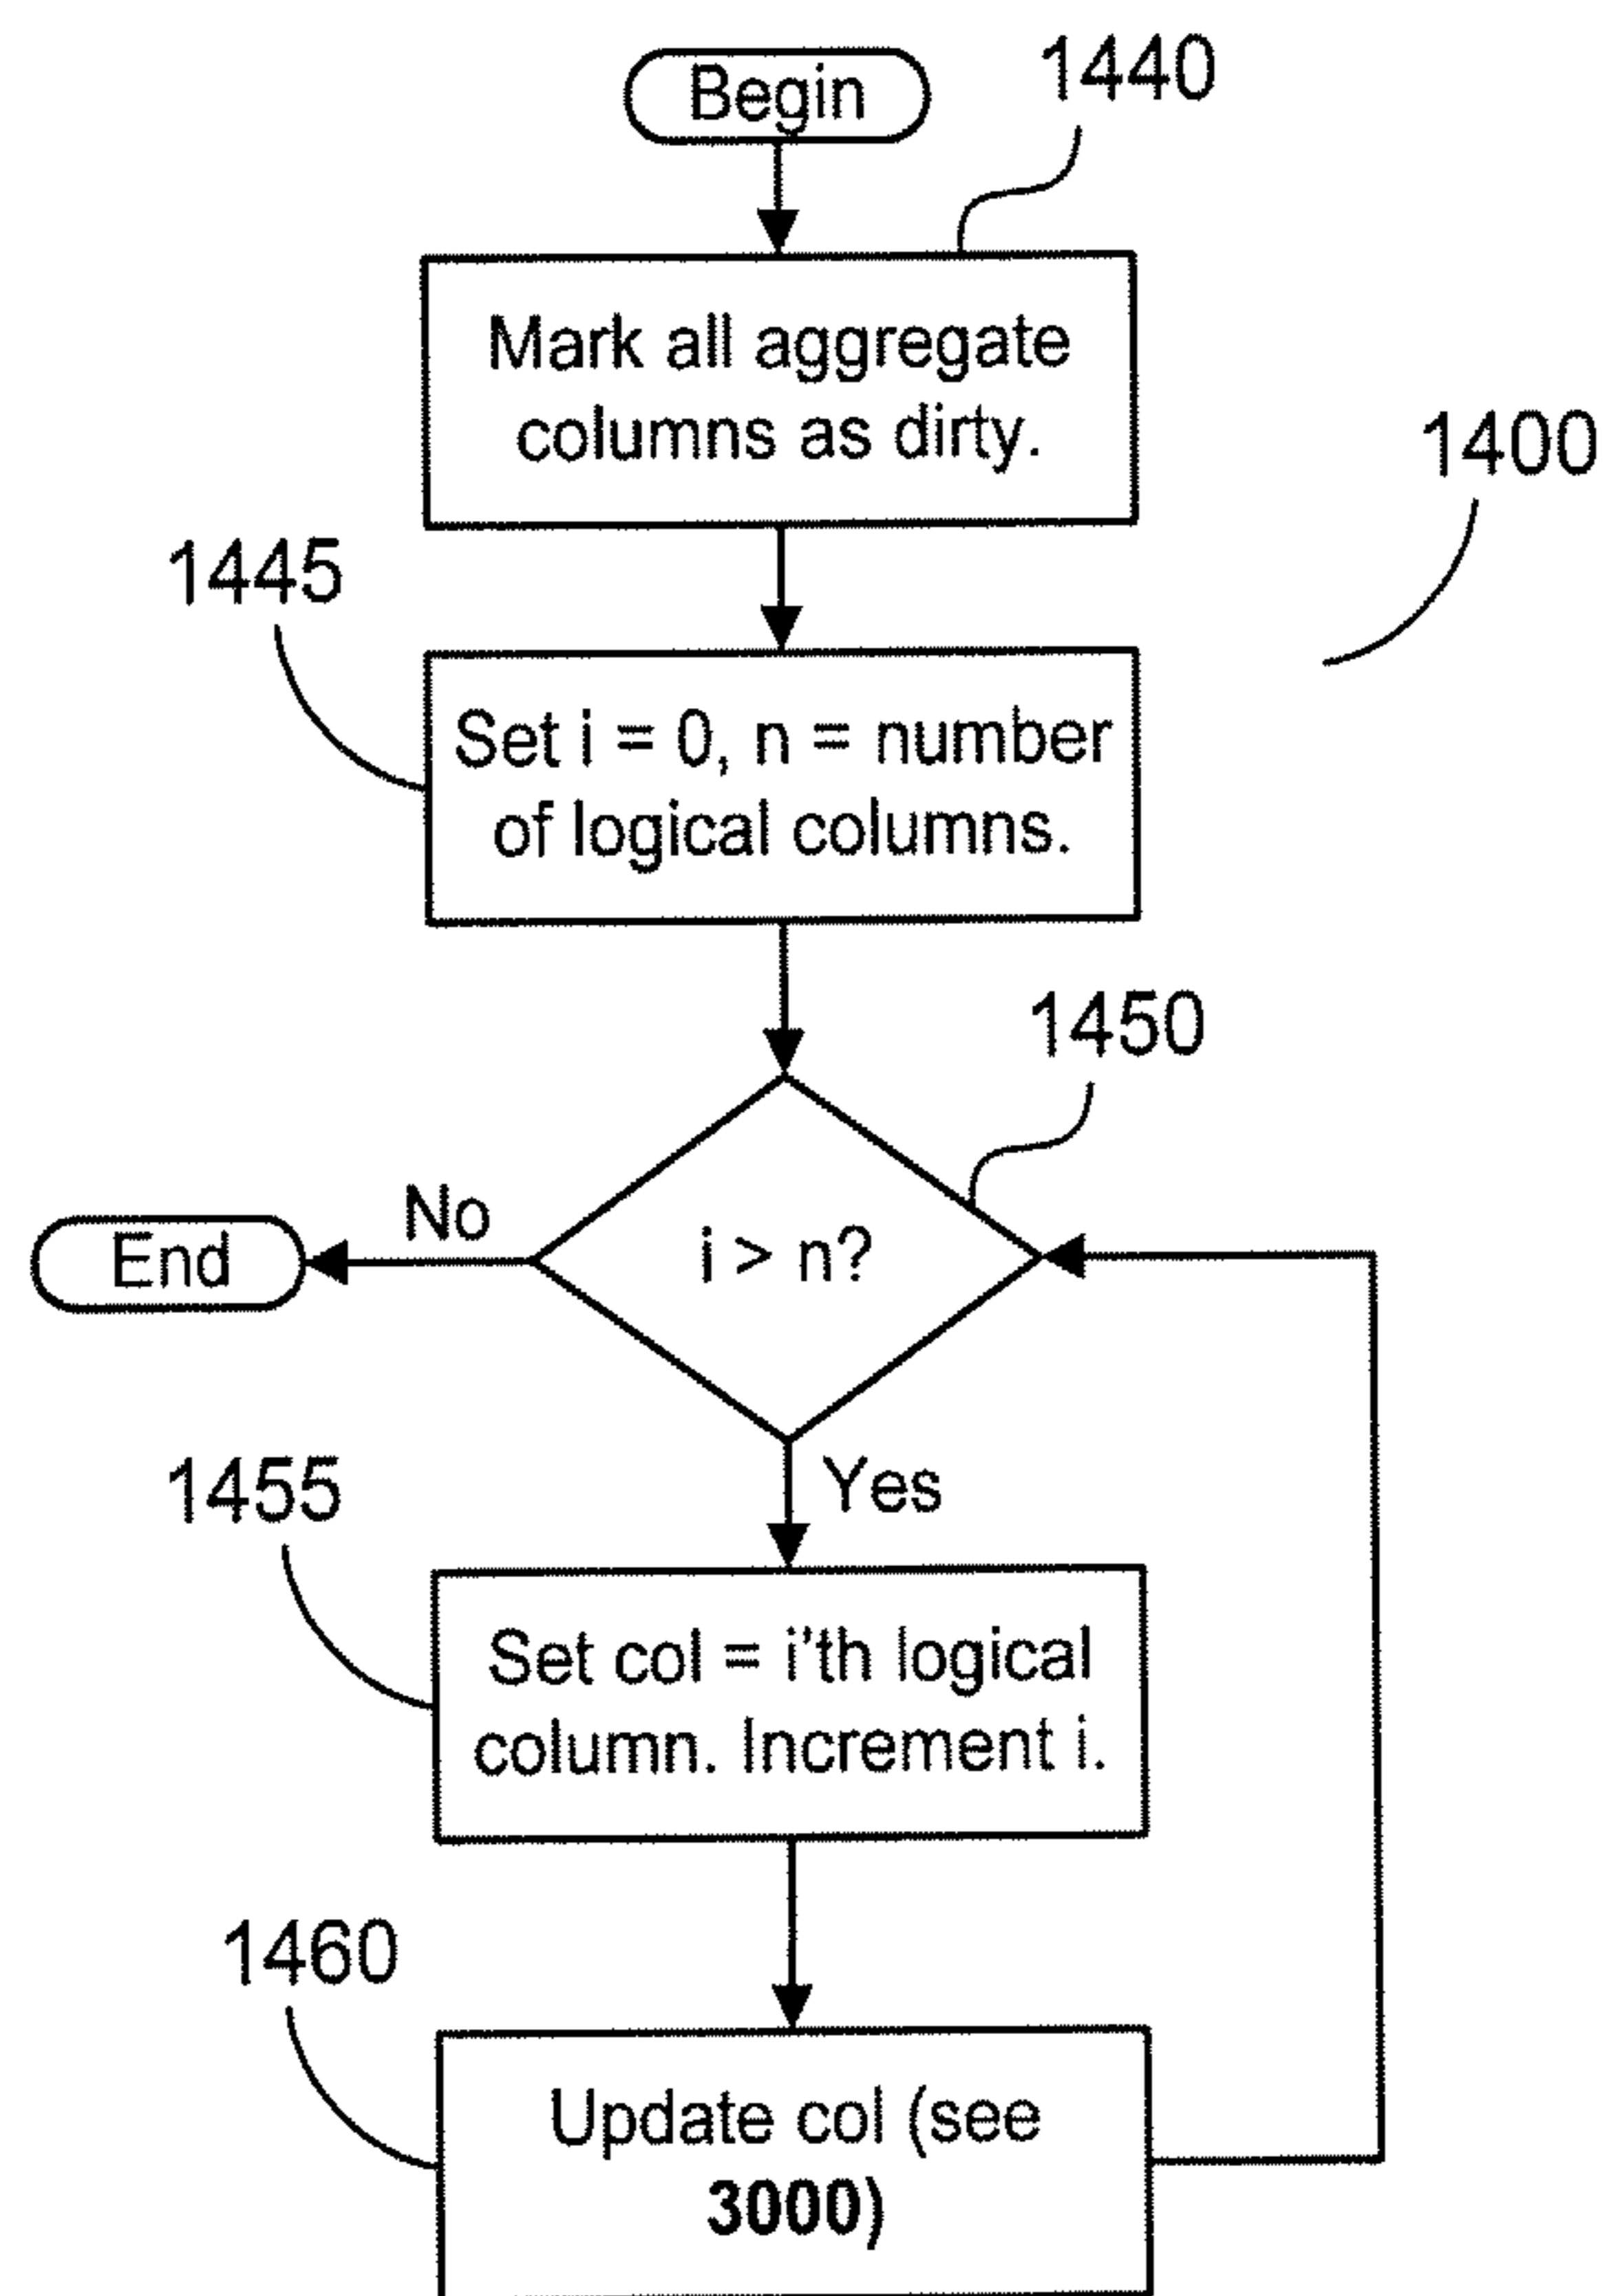 Begin
1440
Mark all aggregate
columns as dirty.
1400
1445
Set i = 0, n = number
of logical columns.
1450
i > n?
No
End
Yes
1455
Set col = i'th logical
column. Increment i.
1460
Update col (see
3000)